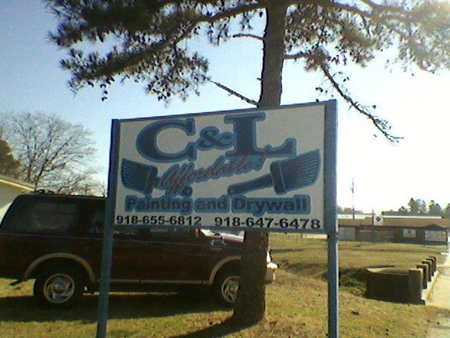 C&L
Affordable
Painting and Drywall
918-655-6812 918-647-6478